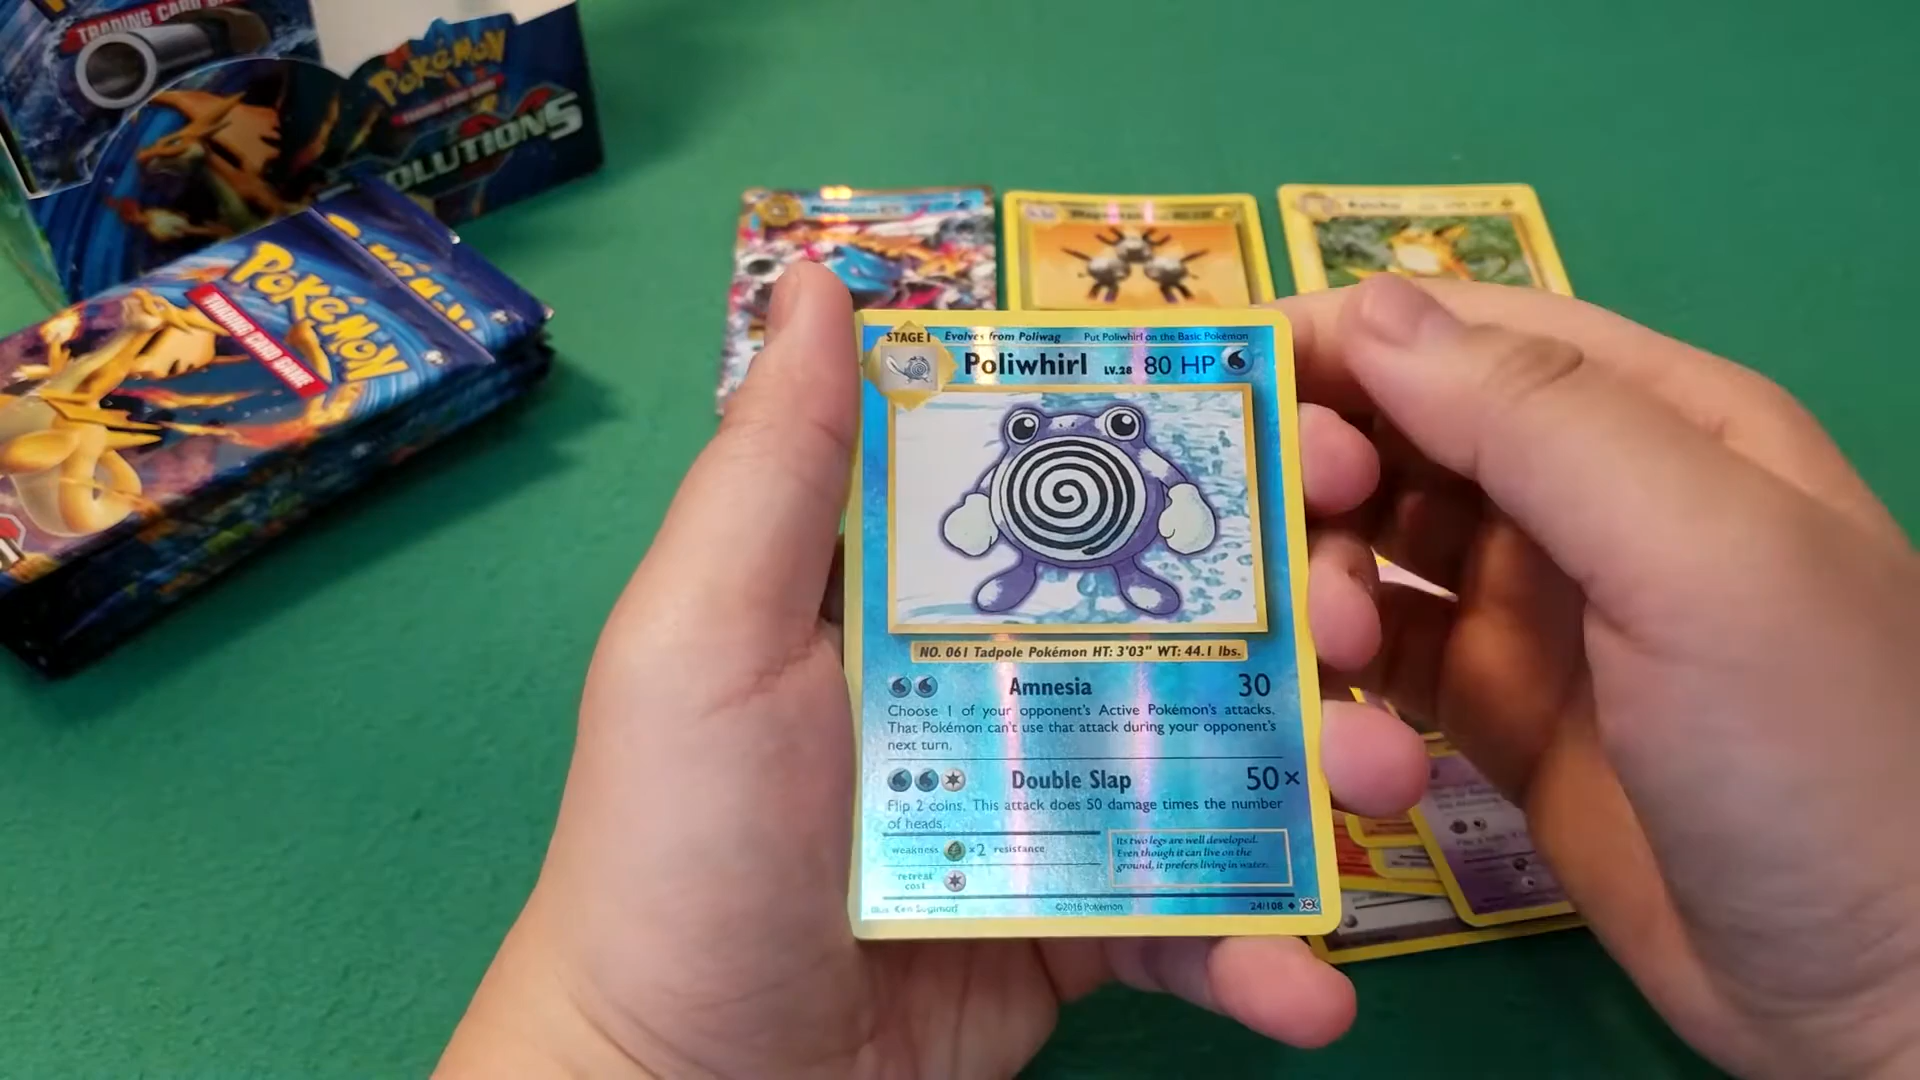 TRADING CARD GA
POKéMON
OLUTIONS
POKéMON
TRADING CARD GAME
STAGE 1 Evolves from Poliwag Put Poliwhirl on the Basic Pokémon
Poliwhirl LV.28 80 HP
NO. 061 Tadpole Pokémon HT: 3'03" WT: 44.1 lbs.
Amnesia 30
Choose 1 of your opponent's Active Pokémon's attacks.
That Pokémon can't use that attack during your opponent's
next turn.
Double Slap 50×
Flip 2 coins. This attack does 50 damage times the number
of heads.
weakness ×2 resistance
retreat
cost
Its two legs are well developed.
Even though it can live on the
ground, it prefers living in water.
Illus. Ken Sugimori ©2016 Pokémon 24/108